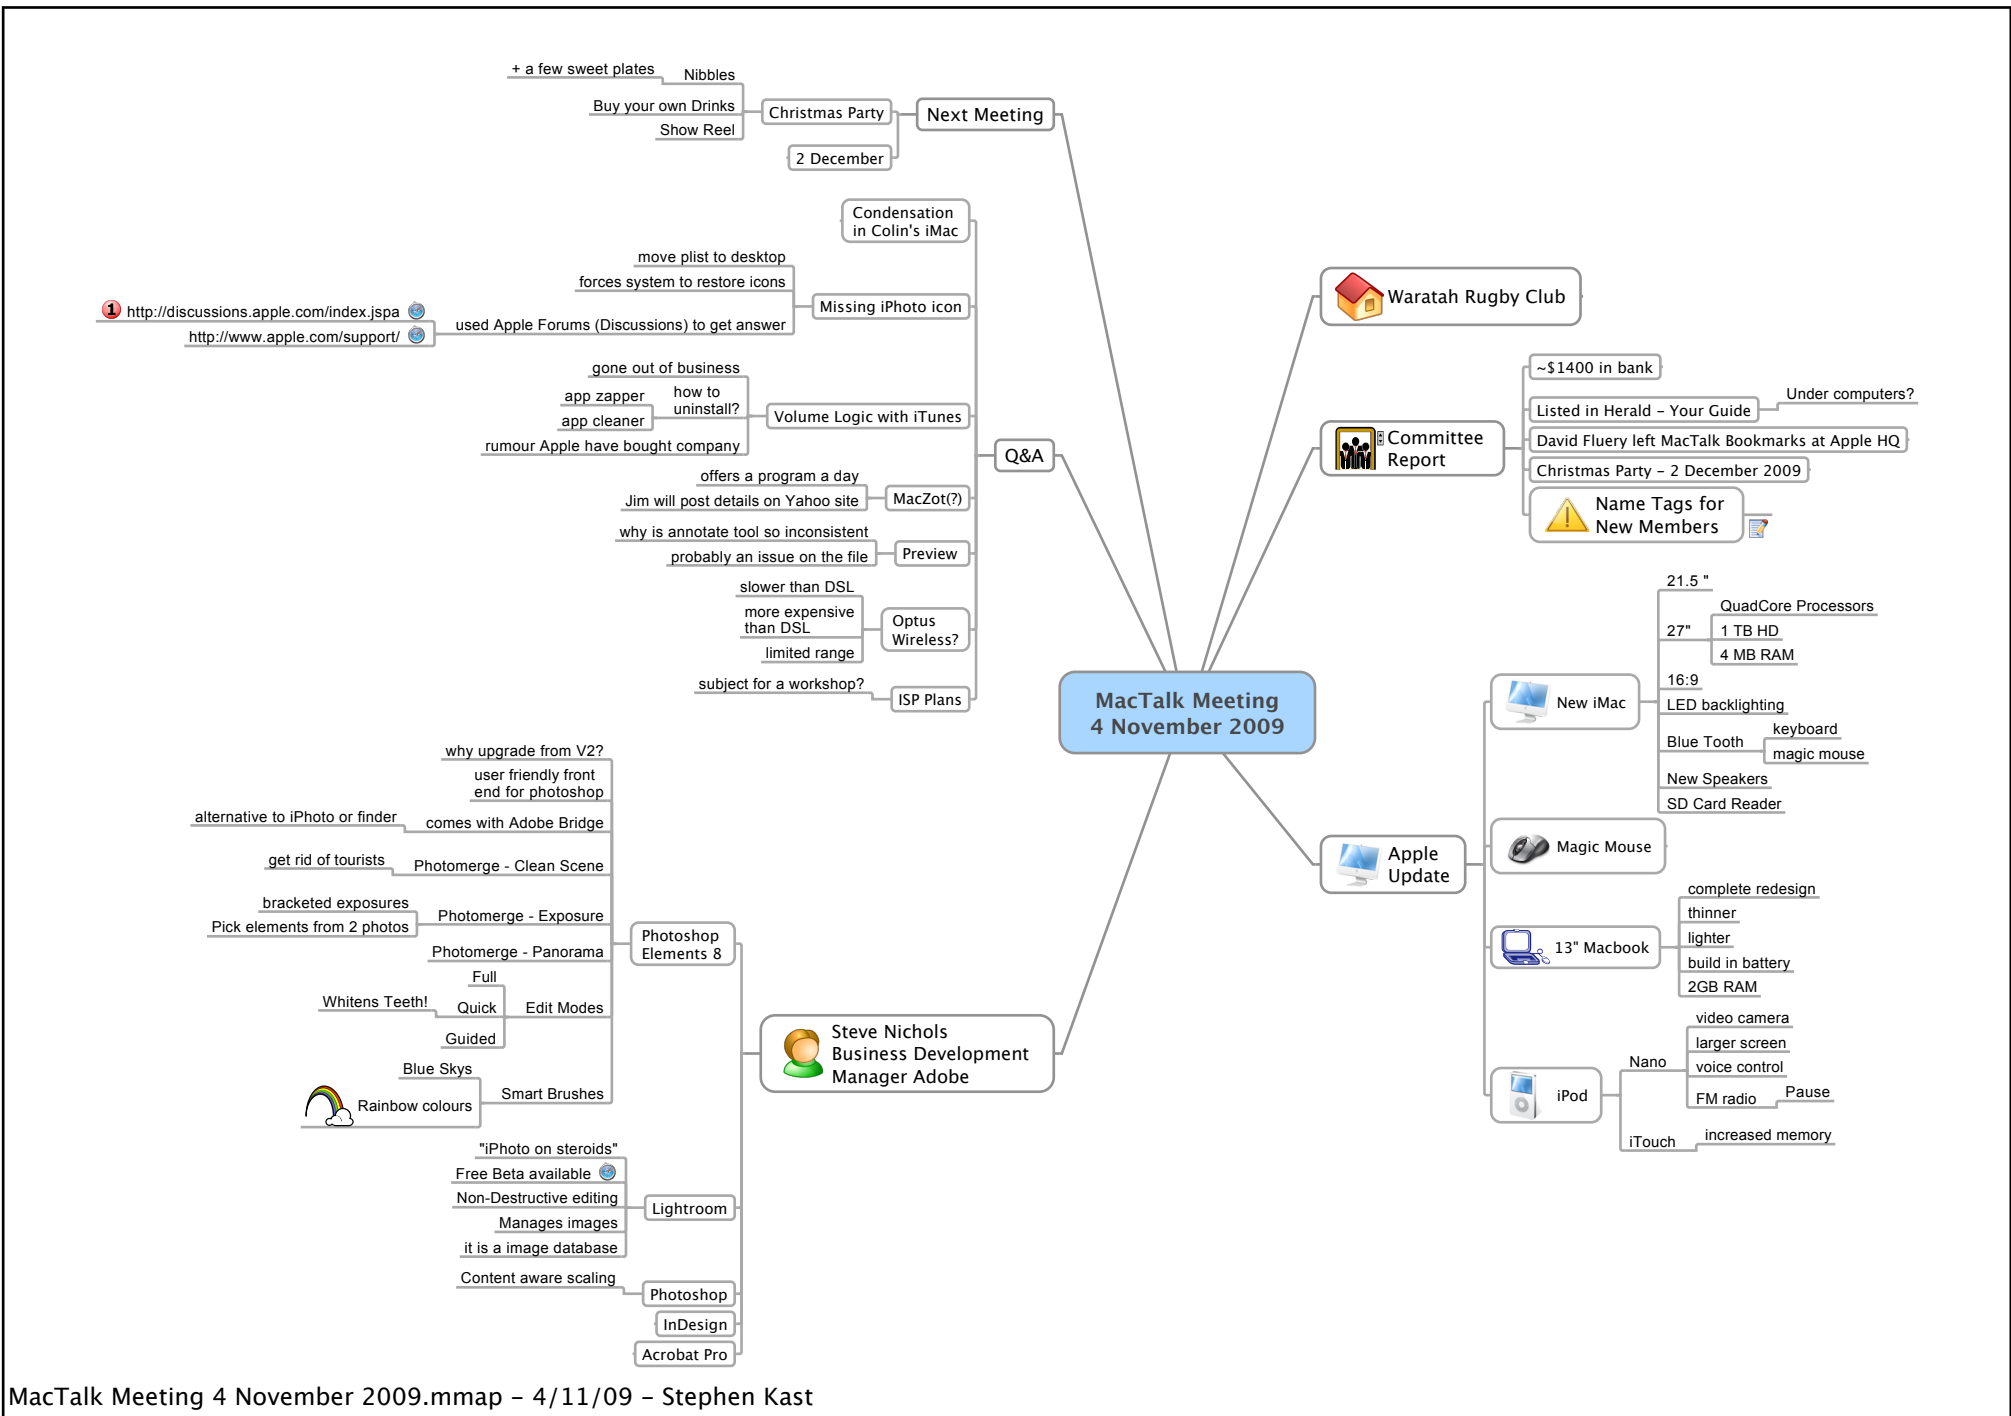 + a few sweet plates
Nibbles
Buy your own Drinks
Show Reel
Christmas Party
2 December
Next Meeting
Condensation
in Colin's iMac
move plist to desktop
forces system to restore icons
1 http://discussions.apple.com/index.jspa
http://www.apple.com/support/
used Apple Forums (Discussions) to get answer
Missing iPhoto icon
gone out of business
app zapper
app cleaner
how to
uninstall?
rumour Apple have bought company
Volume Logic with iTunes
offers a program a day
Jim will post details on Yahoo site
MacZot(?)
why is annotate tool so inconsistent
probably an issue on the file
Preview
slower than DSL
more expensive
than DSL
limited range
Optus
Wireless?
subject for a workshop?
ISP Plans
Q&A
MacTalk Meeting
4 November 2009
Waratah Rugby Club
Committee
Report
~$1400 in bank
Listed in Herald – Your Guide
Under computers?
David Fluery left MacTalk Bookmarks at Apple HQ
Christmas Party – 2 December 2009
Name Tags for
New Members
Apple
Update
New iMac
21.5 "
27"
QuadCore Processors
1 TB HD
4 MB RAM
16:9
LED backlighting
Blue Tooth
keyboard
magic mouse
New Speakers
SD Card Reader
Magic Mouse
13" Macbook
complete redesign
thinner
lighter
build in battery
2GB RAM
iPod
Nano
video camera
larger screen
voice control
FM radio
Pause
iTouch
increased memory
why upgrade from V2?
user friendly front
end for photoshop
alternative to iPhoto or finder
comes with Adobe Bridge
get rid of tourists
Photomerge - Clean Scene
bracketed exposures
Pick elements from 2 photos
Photomerge - Exposure
Photomerge - Panorama
Full
Whitens Teeth!
Quick
Guided
Edit Modes
Blue Skys
Rainbow colours
Smart Brushes
Photoshop
Elements 8
Steve Nichols
Business Development
Manager Adobe
"iPhoto on steroids"
Free Beta available
Non-Destructive editing
Manages images
it is a image database
Lightroom
Content aware scaling
Photoshop
InDesign
Acrobat Pro
MacTalk Meeting 4 November 2009.mmap – 4/11/09 – Stephen Kast